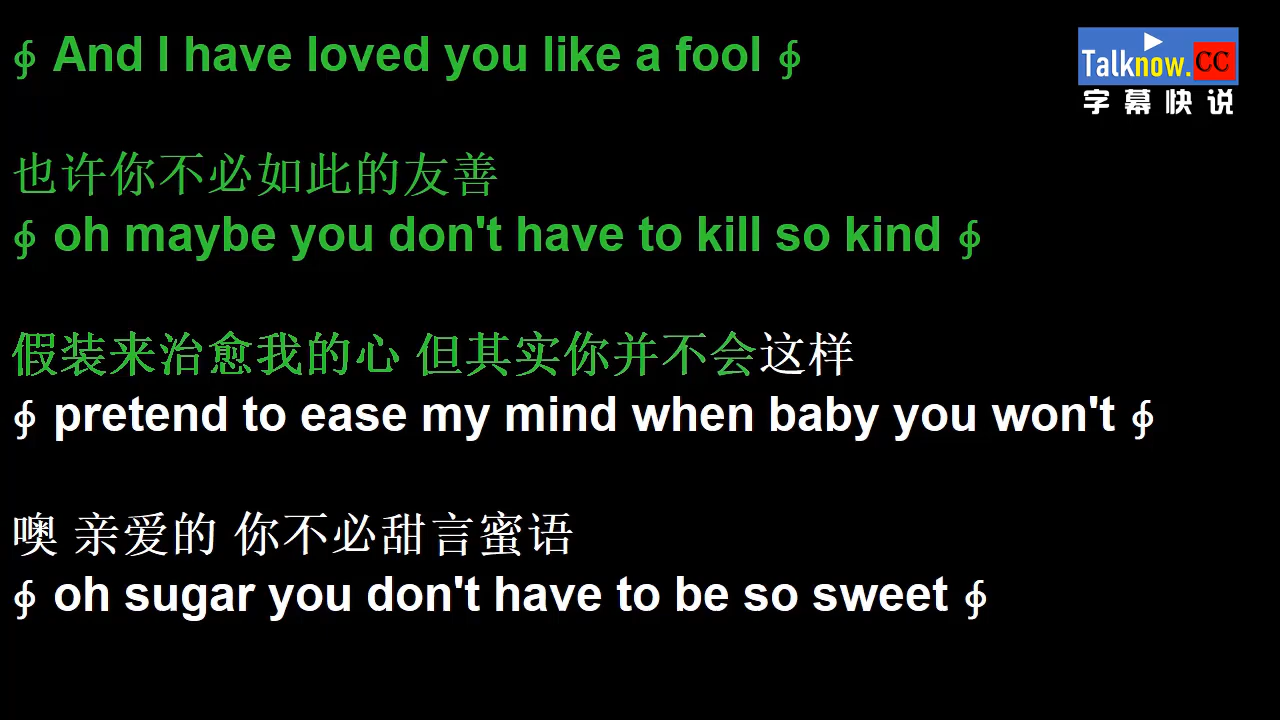 ∮ And I have loved you like a fool ∮
Talknow.CC
字幕快说
也许你不必如此的友善
∮ oh maybe you don't have to kill so kind ∮
假装来治愈我的心 但其实你并不会这样
∮ pretend to ease my mind when baby you won't ∮
噢 亲爱的 你不必甜言蜜语
∮ oh sugar you don't have to be so sweet ∮